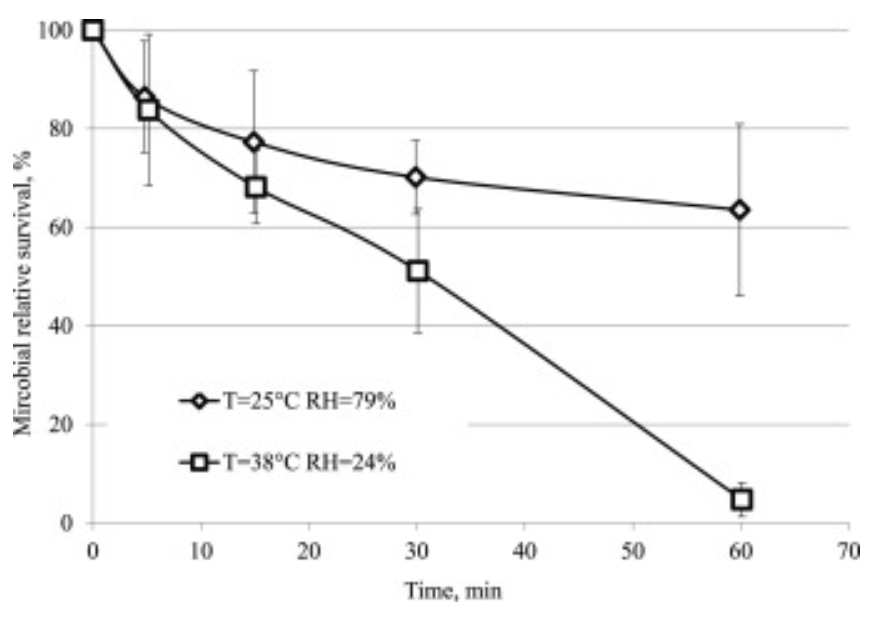 100
80
60
40
20
0
Mircobial relative survival, %
T=25°C RH=79%
T=38°C RH=24%
0 10 20 30 40 50 60 70
Time, min